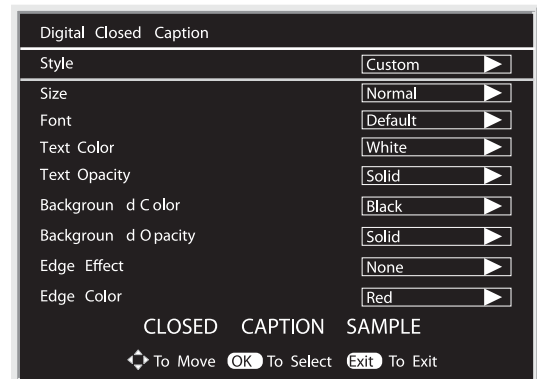 Digital Closed Caption
Style Custom
Size Normal
Font Default
Text Color White
Text Opacity Solid
Backgroun d C olor Black
Backgroun d O pacity Solid
Edge Effect None
Edge Color Red
CLOSED CAPTION SAMPLE
To Move OK To Select Exit To Exit